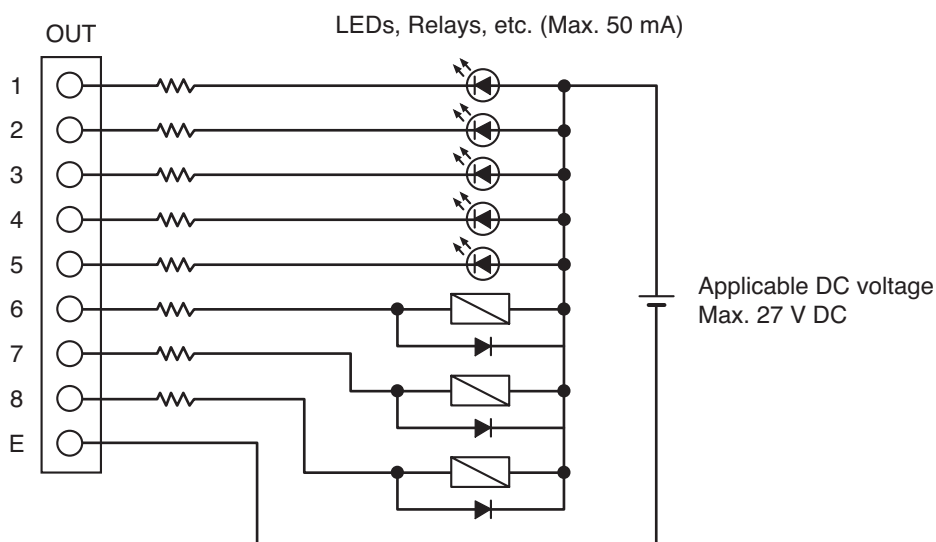 LEDs, Relays, etc. (Max. 50 mA)
OUT
1
2
3
4
5
6
7
8
E
Applicable DC voltage
Max. 27 V DC